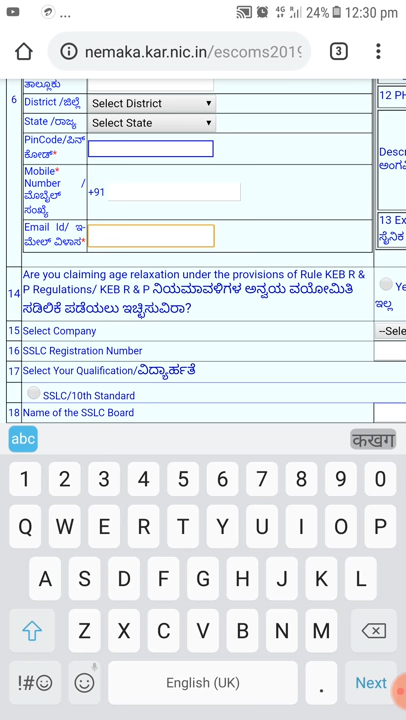 4G 24% 12:30 pm
nemaka.kar.nic.in/escoms2019 3
ತಾಲ್ಲೂಕು
6 District /ಜಿಲ್ಲೆ Select District 12 PH
State /ರಾಜ್ಯ Select State
PinCode/ಪಿನ್
ಕೋಡ್*
Mobile*
Number / Descr
ಮೊಬೈಲ್ +91 ಅಂಗವಿ
ಸಂಖ್ಯೆ
Email Id/ ಇ- 13 Ex
ಮೇಲ್ ವಿಳಾಸ* ಸೈನಿಕ
Are you claiming age relaxation under the provisions of Rule KEB R & Ye
14 P Regulations/ KEB R & P ನಿಯಮಾವಳಿಗಳ ಅನ್ವಯ ವಯೋಮಿತಿ ಇಲ್ಲ
ಸಡಿಲಿಕೆ ಪಡೆಯಲು ಇಚ್ಛಿಸುವಿರಾ?
15 Select Company --Sele
16 SSLC Registration Number
17 Select Your Qualification/ವಿದ್ಯಾರ್ಹತೆ
SSLC/10th Standard
18 Name of the SSLC Board
abc कखग
1 2 3 4 5 6 7 8 9 0
Q W E R T Y U I O P
A S D F G H J K L
Z X C V B N M
!#☺ English (UK) . Next